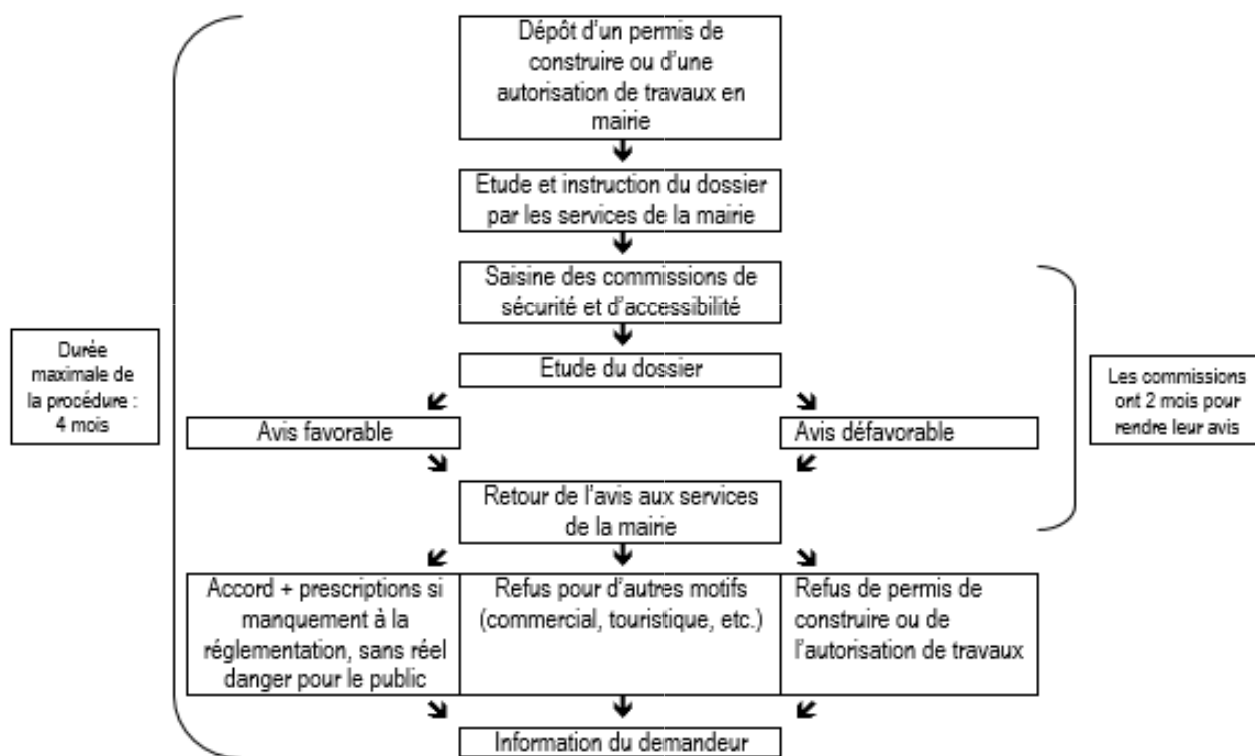 Dépôt d'un permis de
construire ou d'une
autorisation de travaux en
mairie
Etude et instruction du dossier
par les services de la mairie
Saisine des commissions de
sécurité et d'accessibilité
Durée
maximale de
la procédure :
4 mois
Etude du dossier
Les commissions
ont 2 mois pour
rendre leur avis
Avis favorable
Avis défavorable
Retour de l'avis aux services
de la mairie
Accord + prescriptions si
manquement à la
réglementation, sans réel
danger pour le public
Refus pour d'autres motifs
(commercial, touristique, etc.)
Refus de permis de
construire ou de
l'autorisation de travaux
Information du demandeur